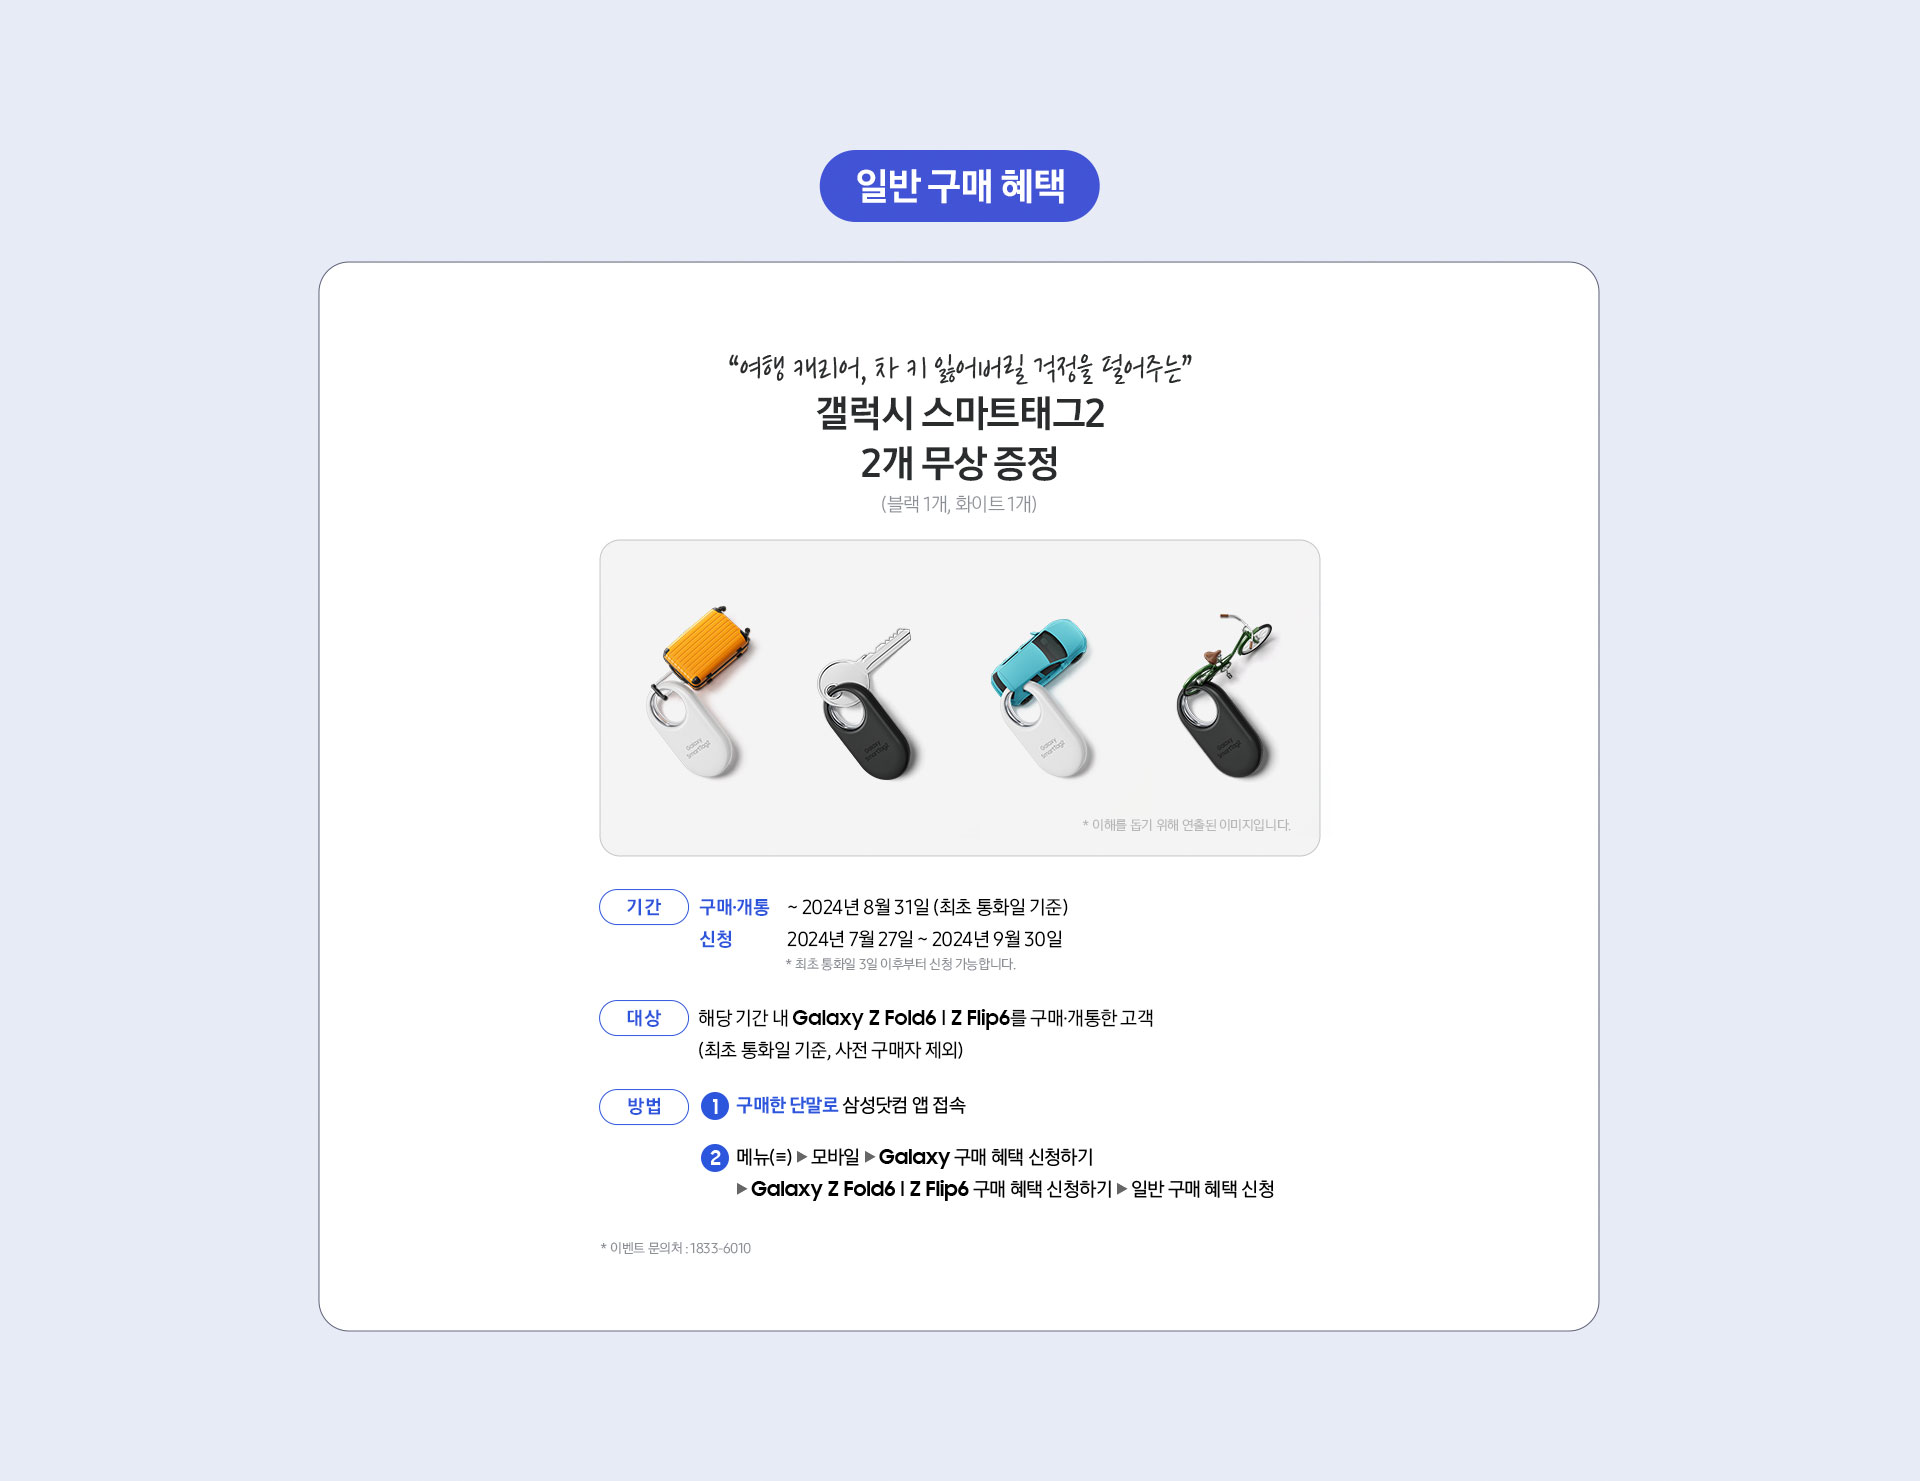 일반 구매 혜택
“여행 캐리어, 차 키 잃어버릴 걱정을 덜어주는”
갤럭시 스마트태그2
2개 무상 증정
(블랙 1개, 화이트 1개)
Galaxy
SmartTag2
Galaxy
SmartTag2
Galaxy
SmartTag2
Galaxy
SmartTag2
* 이해를 돕기 위해 연출된 이미지입니다.
기간 구매·개통 ~ 2024년 8월 31일 (최초 통화일 기준)
신청 2024년 7월 27일 ~ 2024년 9월 30일
* 최초 통화일 3일 이후부터 신청 가능합니다.
대상 해당 기간 내 Galaxy Z Fold6 | Z Flip6를 구매·개통한 고객
(최초 통화일 기준, 사전 구매자 제외)
방법 1 구매한 단말로 삼성닷컴 앱 접속
2 메뉴(≡) ▶ 모바일 ▶ Galaxy 구매 혜택 신청하기
▶ Galaxy Z Fold6 | Z Flip6 구매 혜택 신청하기 ▶ 일반 구매 혜택 신청
* 이벤트 문의처 : 1833-6010